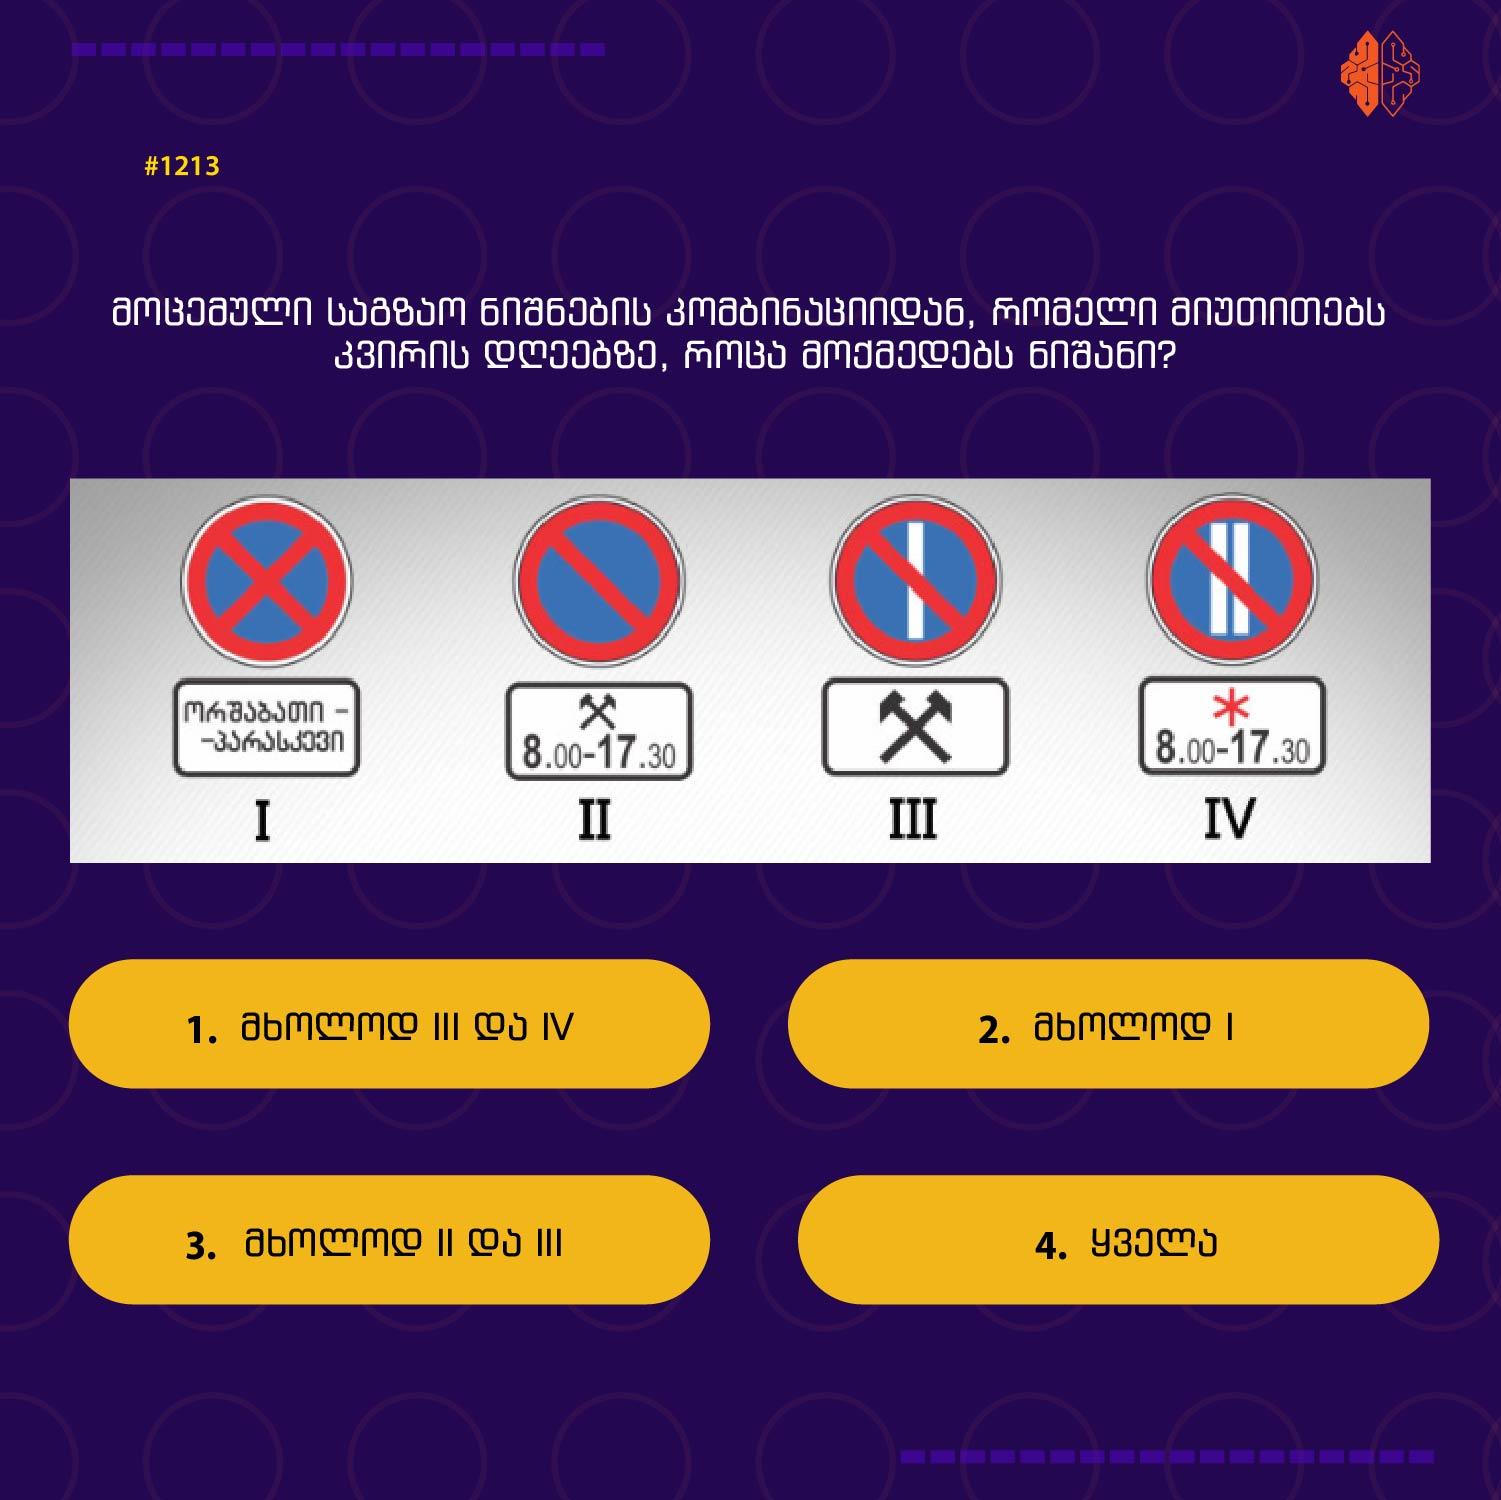 #1213
მოცემული საგზაო ნიშნების კომბინაციიდან, რომელი მიუთითებს
კვირის დღეებზე, როცა მოქმედებს ნიშანი?
ორშაბათი -
-პარასკევი
8.00-17.30
8.00-17.30
I
II
III
IV
1. მხოლოდ III და IV
2. მხოლოდ I
3. მხოლოდ II და III
4. ყველა